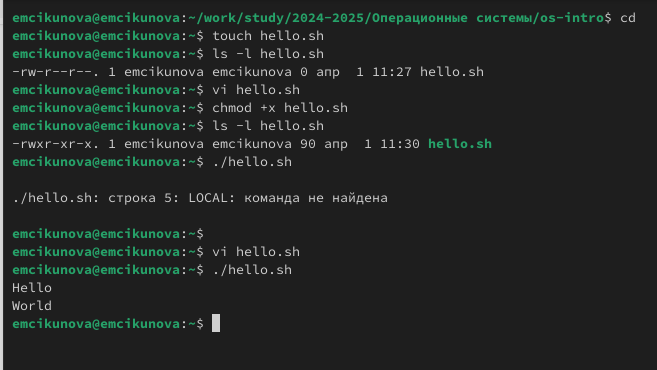 emcikunova@emcikunova:~/work/study/2024-2025/Операционные системы/os-intro$ cd
emcikunova@emcikunova:~$ touch hello.sh
emcikunova@emcikunova:~$ ls -l hello.sh
-rw-r--r--. 1 emcikunova emcikunova 0 апр  1 11:27 hello.sh
emcikunova@emcikunova:~$ vi hello.sh
emcikunova@emcikunova:~$ chmod +x hello.sh
emcikunova@emcikunova:~$ ls -l hello.sh
-rwxr-xr-x. 1 emcikunova emcikunova 90 апр  1 11:30 hello.sh
emcikunova@emcikunova:~$ ./hello.sh
./hello.sh: строка 5: LOCAL: команда не найдена
emcikunova@emcikunova:~$
emcikunova@emcikunova:~$ vi hello.sh
emcikunova@emcikunova:~$ ./hello.sh
Hello
World
emcikunova@emcikunova:~$